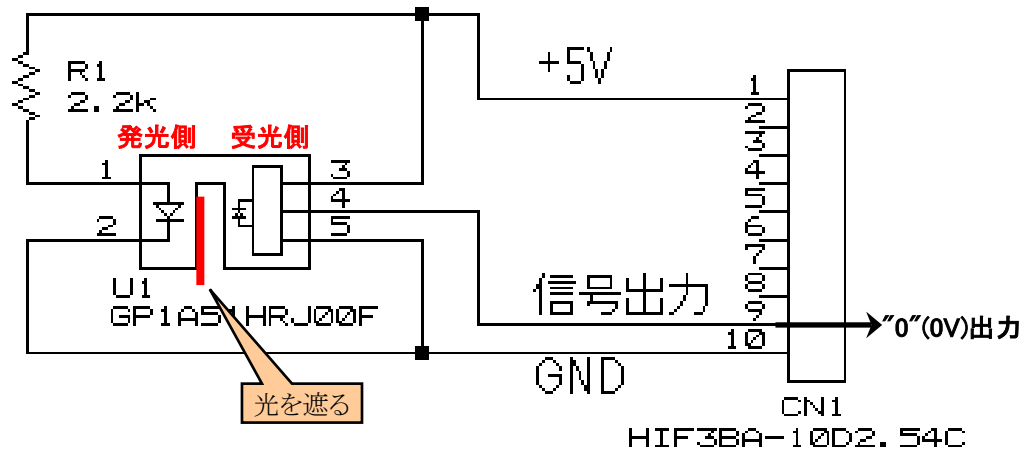 +5V
R1
2.2k
発光側 受光側
1
2
3
4
5
U1
GP1A51HRJ00F
光を遮る
信号出力
GND
1
2
3
4
5
6
7
8
9
10
"0"(0V)出力
CN1
HIF3BA-10D2.54C